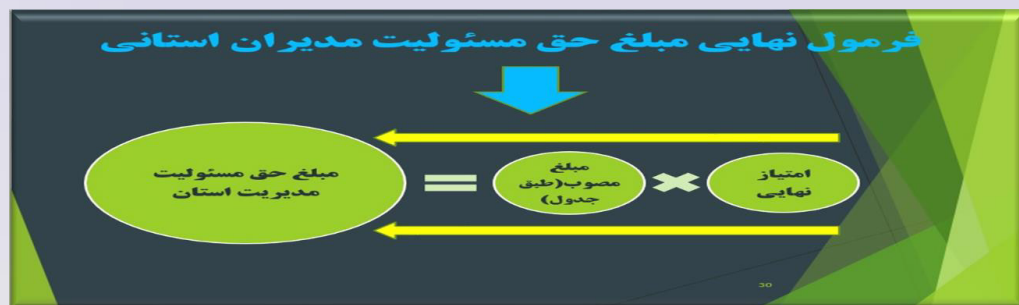 فرمول نهایی مبلغ حق مسئولیت مدیران استانی
امتیاز
نهایی
مبلغ
مصوب(طبق
جدول)
مبلغ حق مسئولیت
مدیریت استان
30